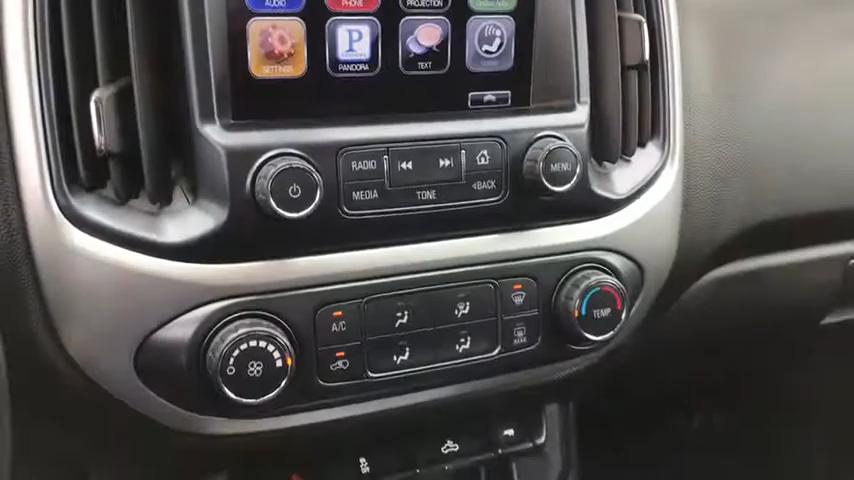 AUDIO PHONE PROJECTION
SETTINGS P PANDORA TEXT
RADIO
MEDIA TONE BACK
MENU
A/C
REAR
TEMP